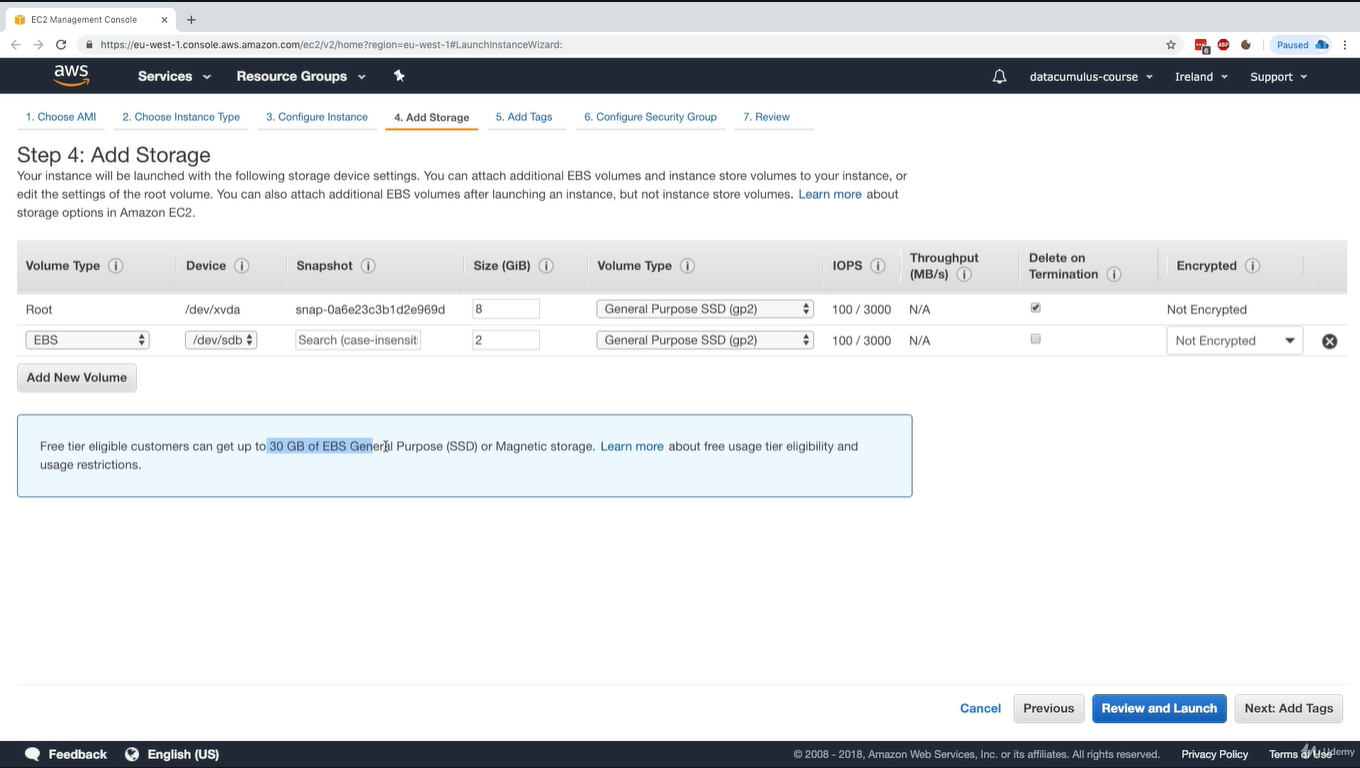 EC2 Management Console
https://eu-west-1.console.aws.amazon.com/ec2/v2/home?region=eu-west-1#LaunchInstanceWizard:
6
ABP
Paused
aws
Services
Resource Groups
datacumulus-course
Ireland
Support
1. Choose AMI
2. Choose Instance Type
3. Configure Instance
4. Add Storage
5. Add Tags
6. Configure Security Group
7. Review
Step 4: Add Storage
Your instance will be launched with the following storage device settings. You can attach additional EBS volumes and instance store volumes to your instance, or
edit the settings of the root volume. You can also attach additional EBS volumes after launching an instance, but not instance store volumes. Learn more about
storage options in Amazon EC2.
Volume Type
Device
Snapshot
Size (GiB)
Volume Type
IOPS
Throughput
(MB/s)
Delete on
Termination
Encrypted
Root
/dev/xvda
snap-0a6e23c3b1d2e969d
8
General Purpose SSD (gp2)
100 / 3000
N/A
Not Encrypted
EBS
/dev/sdb
Search (case-insensit
2
General Purpose SSD (gp2)
100 / 3000
N/A
Not Encrypted
Add New Volume
Free tier eligible customers can get up to 30 GB of EBS General Purpose (SSD) or Magnetic storage. Learn more about free usage tier eligibility and
usage restrictions.
Cancel
Previous
Review and Launch
Next: Add Tags
Feedback
English (US)
© 2008 - 2018, Amazon Web Services, Inc. or its affiliates. All rights reserved.
Privacy Policy
Terms of Use
Udemy